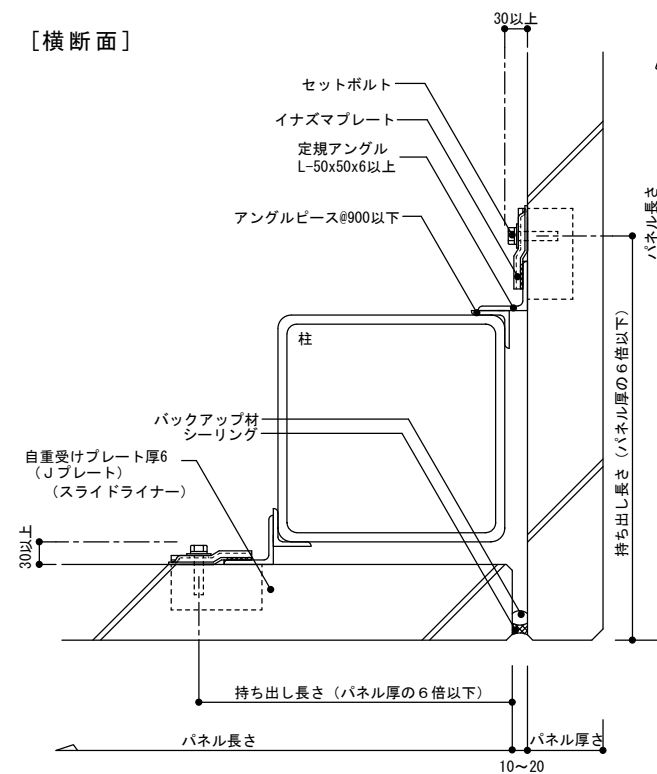 [横断面]
30以上
セットボルト
イナズマプレート
定規アングル
L-50x50x6以上
アングルピース@900以下
パネル長さ
柱
持ち出し長さ（パネル厚の６倍以下）
バックアップ材
シーリング
自重受けプレート厚6
（Ｊプレート）
（スライドライナー）
30以上
持ち出し長さ（パネル厚の６倍以下）
パネル長さ
パネル厚さ
10～20